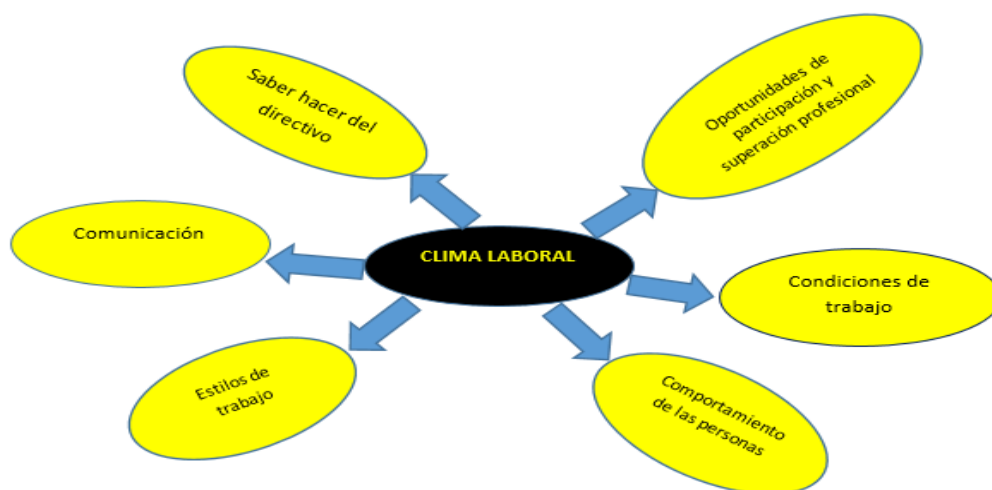 Saber hacer del
directivo
Oportunidades de
participación y
superación profesional
Comunicación
CLIMA LABORAL
Condiciones de
trabajo
Estilos de
trabajo
Comportamiento
de las personas